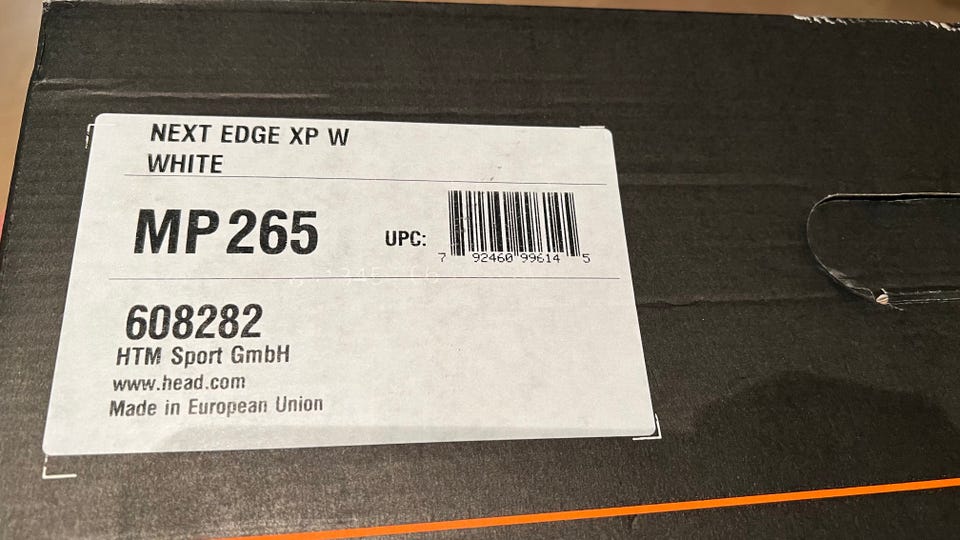 NEXT EDGE XP W
WHITE
MP 265
UPC:
7 92460 99614 5
608282
HTM Sport GmbH
www.head.com
Made in European Union